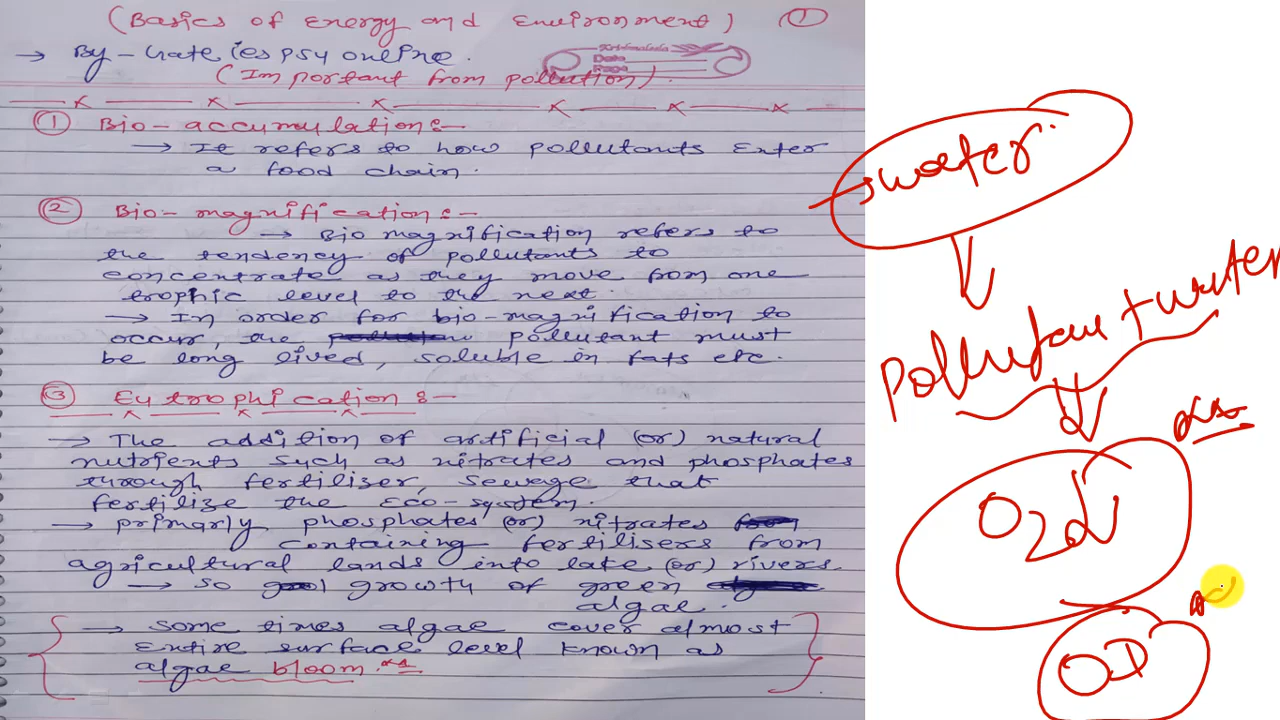 (Basics of Energy and Environment) ①
→ By - Gate ies psy online.
(Important from pollution).
① Bio-accumulation:-
→ It refers to how pollutants Enter
a food chain.
② Bio-magnification:-
→ Bio magnification refers to
the tendency of pollutants to
concentrate as they move from one
trophic level to the next.
→ In order for bio-magnification to
occur, the pollutant must
be long lived, soluble in fats etc.
③ Eutrophication:-
→ The addition of artificial (or) natural
nutrients such as nitrates and phosphates
through fertiliser, sewage that
fertilize the Eco-system.
→ primarly phosphates (or) nitrates
containing fertilisers from
agricultural lands into late (or) rivers.
→ so growth of green
algae.
→ some times algae cover almost
entire surface level known as
algae bloom.
→ water
pollutant + water
O2 ↓
OD